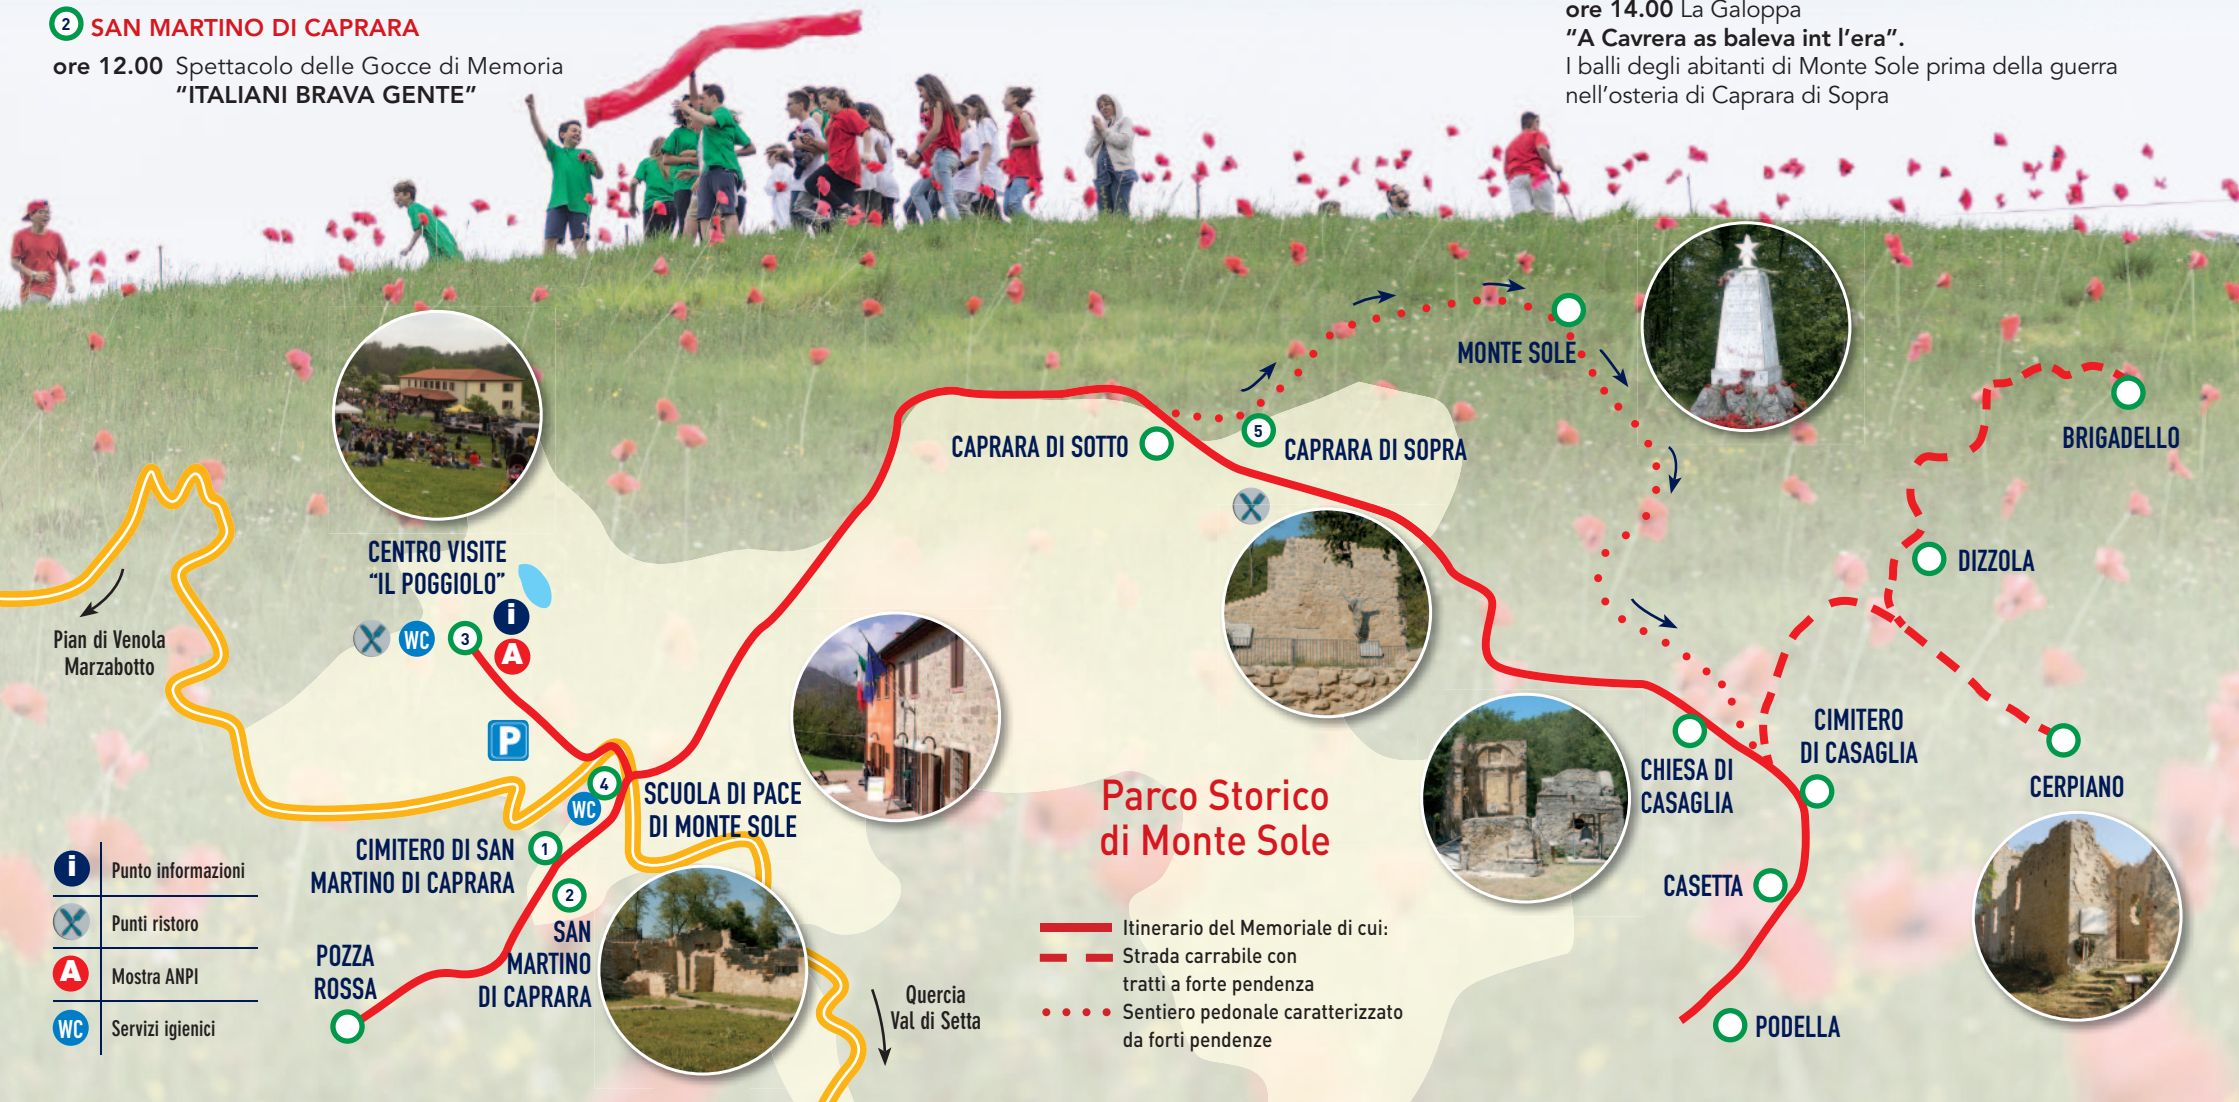 2 SAN MARTINO DI CAPRARA
ore 12.00 Spettacolo delle Gocce di Memoria
“ITALIANI BRAVA GENTE”
ore 14.00 La Galoppa
“A Cavrera as baleva int l’era”.
I balli degli abitanti di Monte Sole prima della guerra
nell’osteria di Caprara di Sopra
MONTE SOLE
BRIGADELLO
CAPRARA DI SOTTO
5
CAPRARA DI SOPRA
DIZZOLA
CENTRO VISITE
“IL POGGIOLO”
i
WC
3
A
Pian di Venola
Marzabotto
P
4
WC
SCUOLA DI PACE
DI MONTE SOLE
CIMITERO
DI CASAGLIA
CHIESA DI
CASAGLIA
CERPIANO
Parco Storico
di Monte Sole
1
CIMITERO DI SAN
MARTINO DI CAPRARA
2
SAN
MARTINO
DI CAPRARA
POZZA
ROSSA
CASETTA
PODELLA
Quercia
Val di Setta
i Punto informazioni
Punti ristoro
A Mostra ANPI
WC Servizi igienici
Itinerario del Memoriale di cui:
Strada carrabile con
tratti a forte pendenza
Sentiero pedonale caratterizzato
da forti pendenze